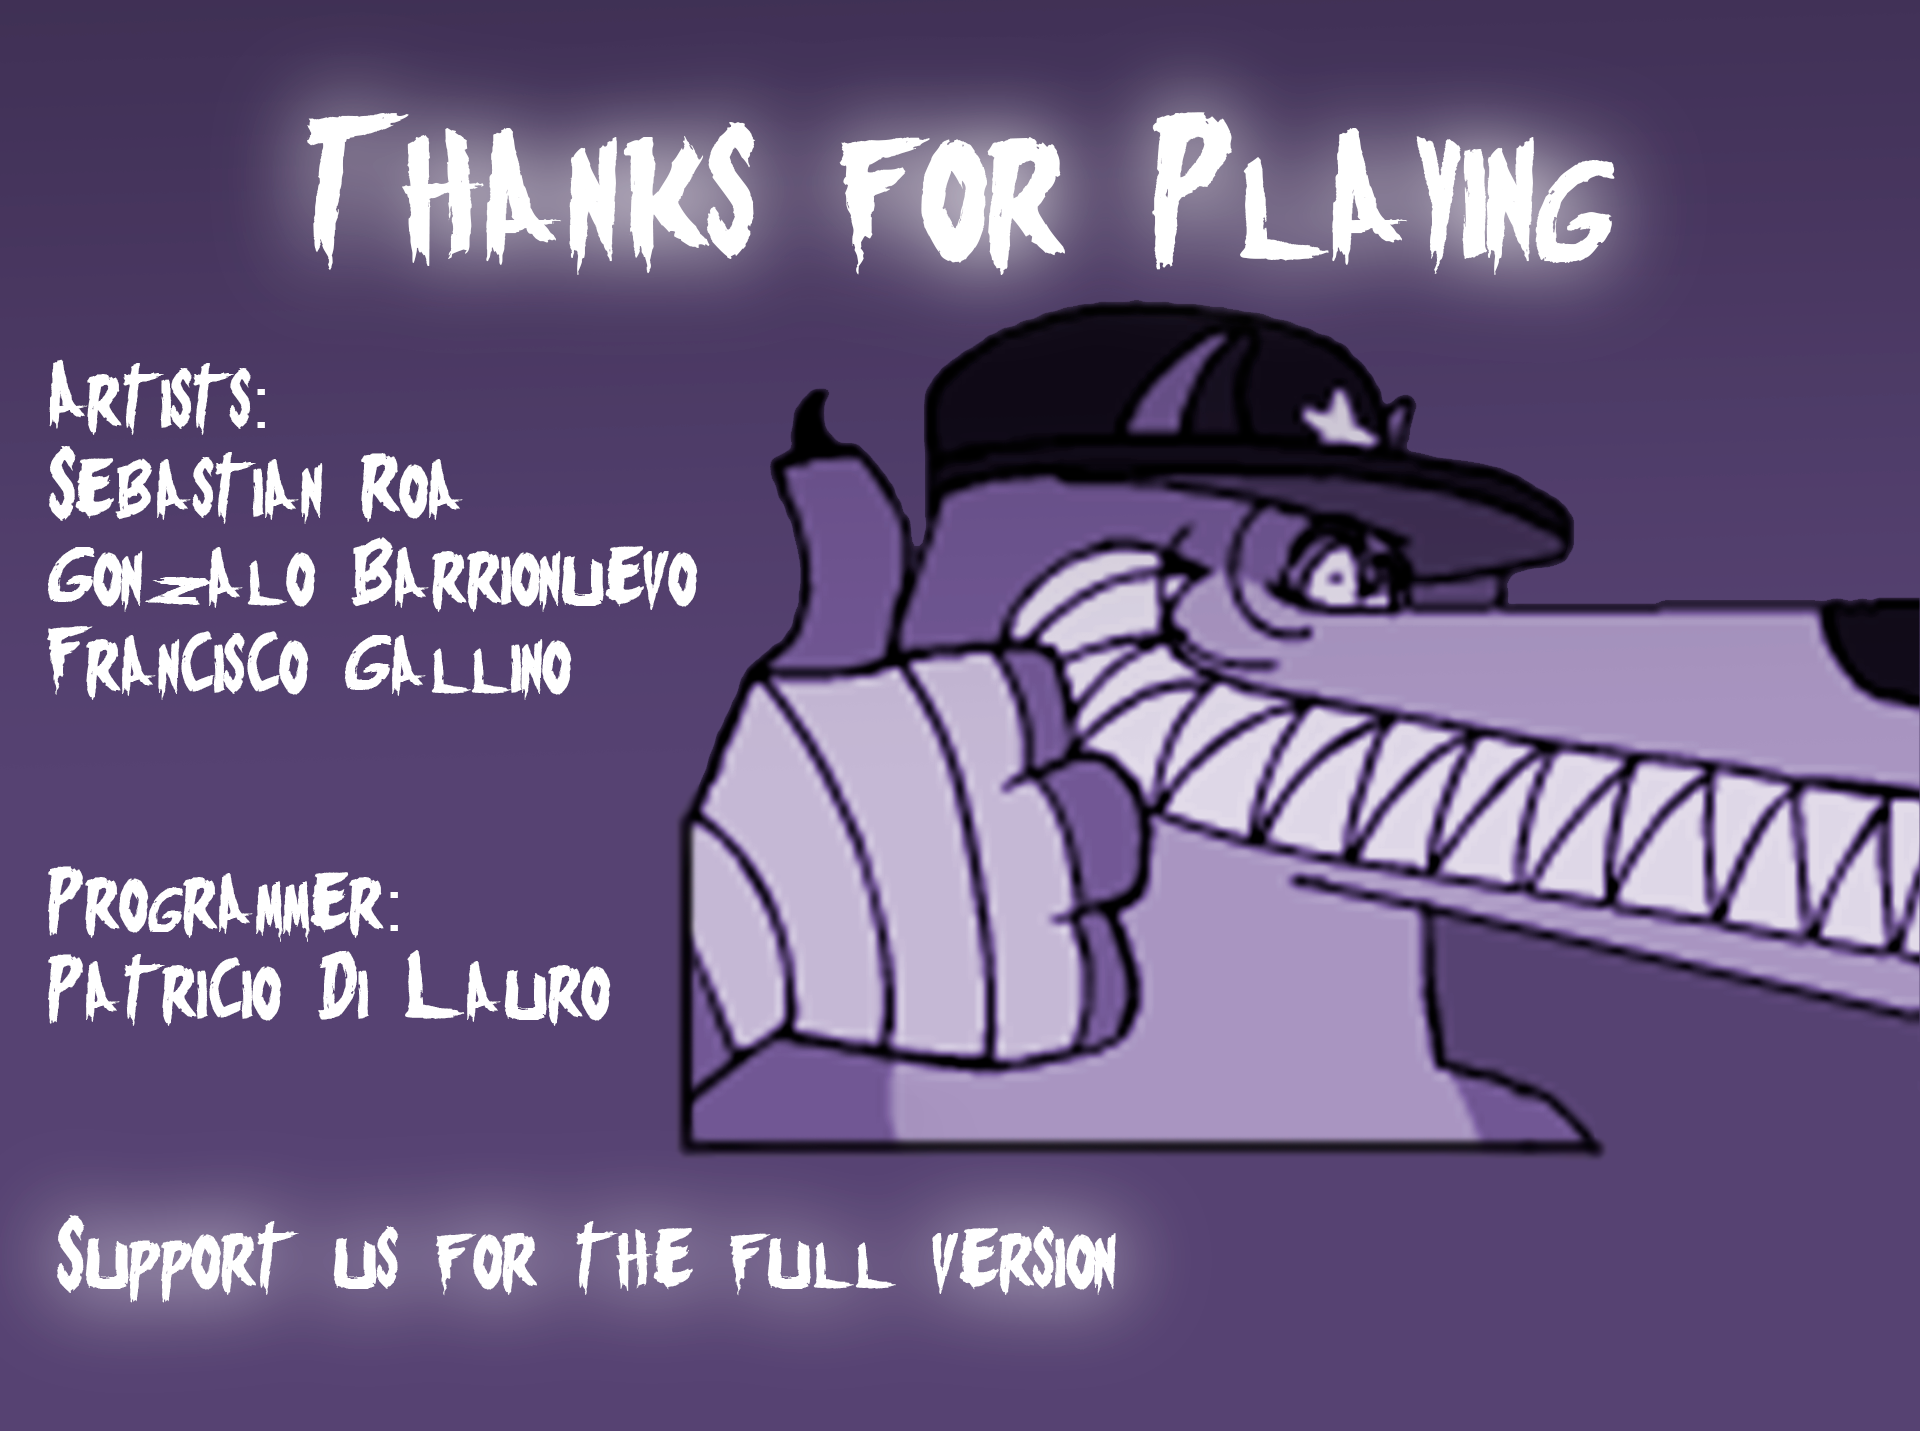 Thanks for Playing
Artists:
Sebastian Roa
Gonzalo Barrionuevo
Francisco Gallino
Programmer:
Patricio Di Lauro
Support us for the full version